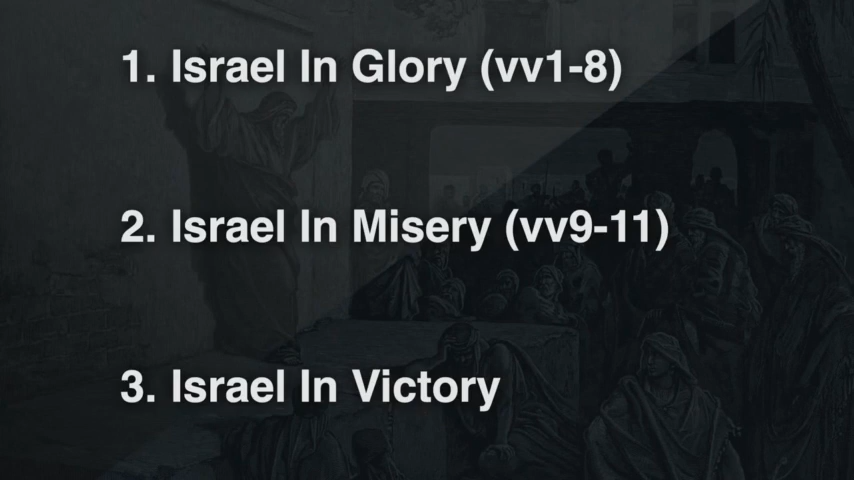 1. Israel In Glory (vv1-8)
2. Israel In Misery (vv9-11)
3. Israel In Victory